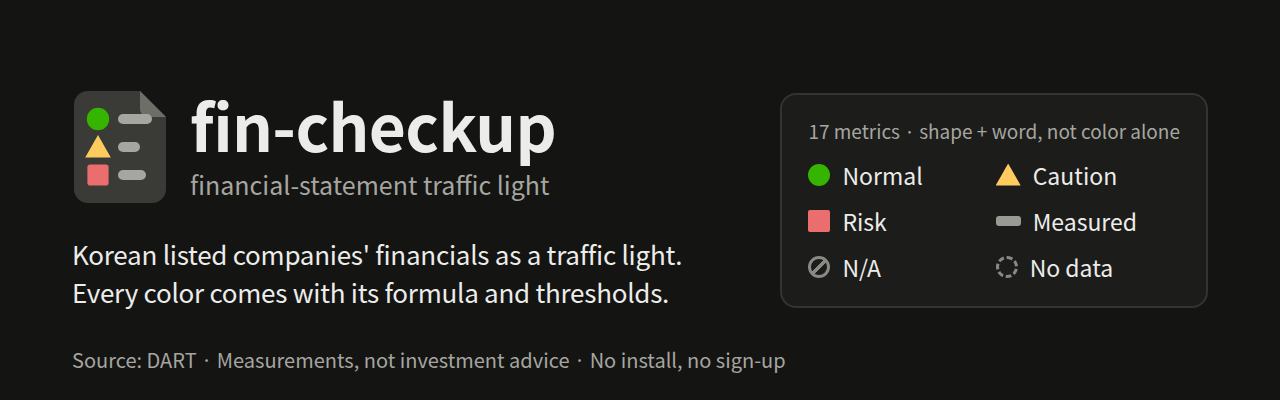 fin-checkup
financial-statement traffic light
Korean listed companies' financials as a traffic light.
Every color comes with its formula and thresholds.
Source: DART · Measurements, not investment advice · No install, no sign-up
17 metrics · shape + word, not color alone
Normal
Caution
Risk
Measured
N/A
No data